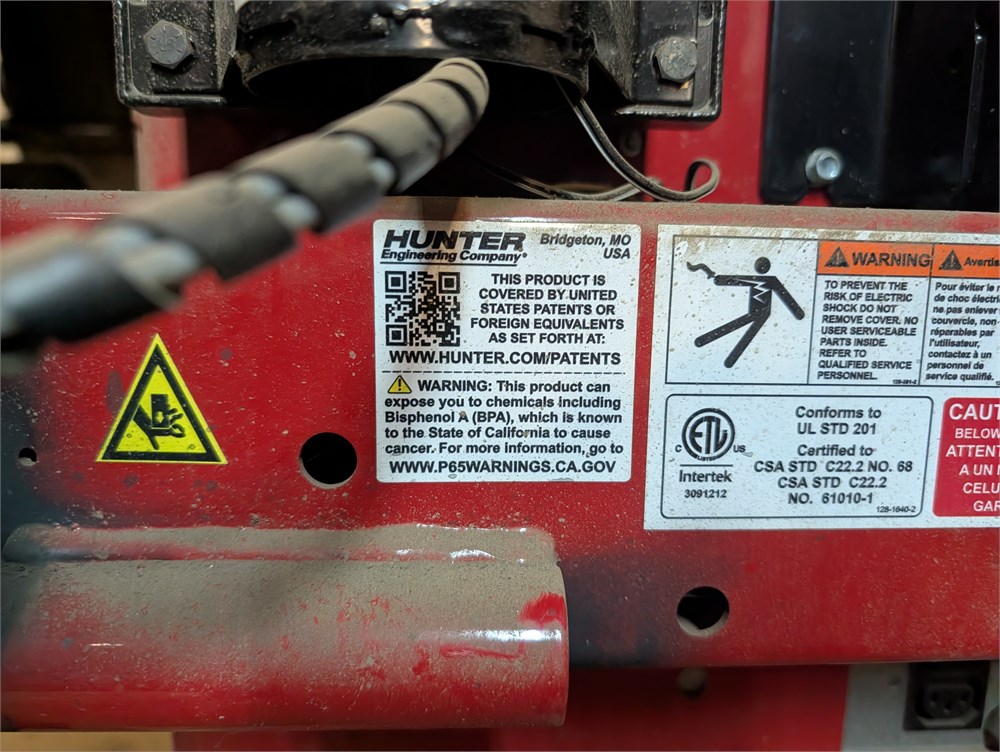 HUNTER
Engineering Company®
Bridgeton, MO
USA
THIS PRODUCT IS
COVERED BY UNITED
STATES PATENTS OR
FOREIGN EQUIVALENTS
AS SET FORTH AT:
WWW.HUNTER.COM/PATENTS
WARNING: This product can
expose you to chemicals including
Bisphenol A (BPA), which is known
to the State of California to cause
cancer. For more information, go to
WWW.P65WARNINGS.CA.GOV
WARNING
TO PREVENT THE
RISK OF ELECTRIC
SHOCK DO NOT
REMOVE COVER. NO
USER SERVICEABLE
PARTS INSIDE.
REFER TO
QUALIFIED SERVICE
PERSONNEL.
Pour éviter le
de choc électri
ne pas enlever
couvercle, non
réparables par
l'utilisateur,
contactez à un
personnel de
service qualifié.
C ETL US
LISTED
Intertek
3091212
Conforms to
UL STD 201
Certified to
CSA STD C22.2 NO. 68
CSA STD C22.2
NO. 61010-1
128-1640-2
CAUT
BELOW
ATTENT
A UN
CELU
GAR